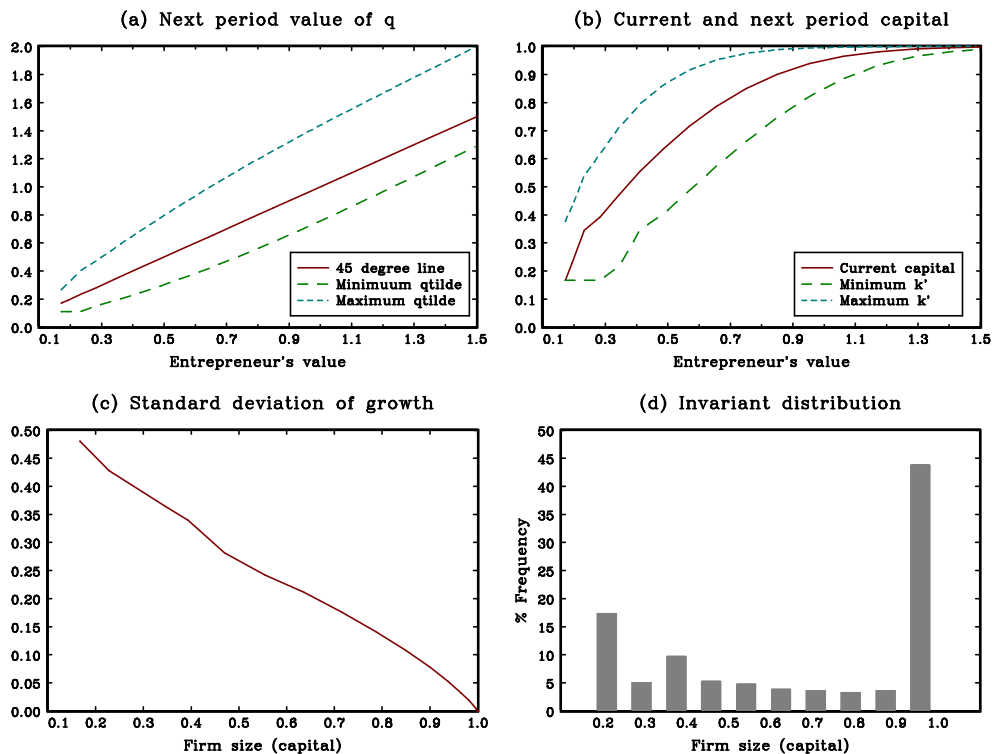 (a) Next period value of q
2.0
1.8
1.6
1.4
1.2
1.0
0.8
0.6
0.4
0.2
0.0
45 degree line
Minimuum qtilde
Maximum qtilde
0.1 0.3 0.5 0.7 0.9 1.1 1.3 1.5
Entrepreneur's value
(b) Current and next period capital
1.0
0.9
0.8
0.7
0.6
0.5
0.4
0.3
0.2
0.1
0.0
Current capital
Minimum k'
Maximum k'
0.1 0.3 0.5 0.7 0.9 1.1 1.3 1.5
Entrepreneur's value
(c) Standard deviation of growth
0.50
0.45
0.40
0.35
0.30
0.25
0.20
0.15
0.10
0.05
0.00
0.1 0.2 0.3 0.4 0.5 0.6 0.7 0.8 0.9 1.0
Firm size (capital)
(d) Invariant distribution
% Frequency
50
45
40
35
30
25
20
15
10
5
0
0.2 0.3 0.4 0.5 0.6 0.7 0.8 0.9 1.0
Firm size (capital)